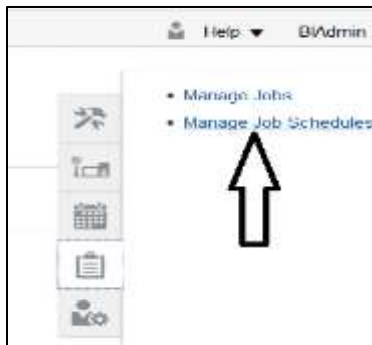 Help ▼ BIAdmin
• Manage Jobs
• Manage Job Schedules